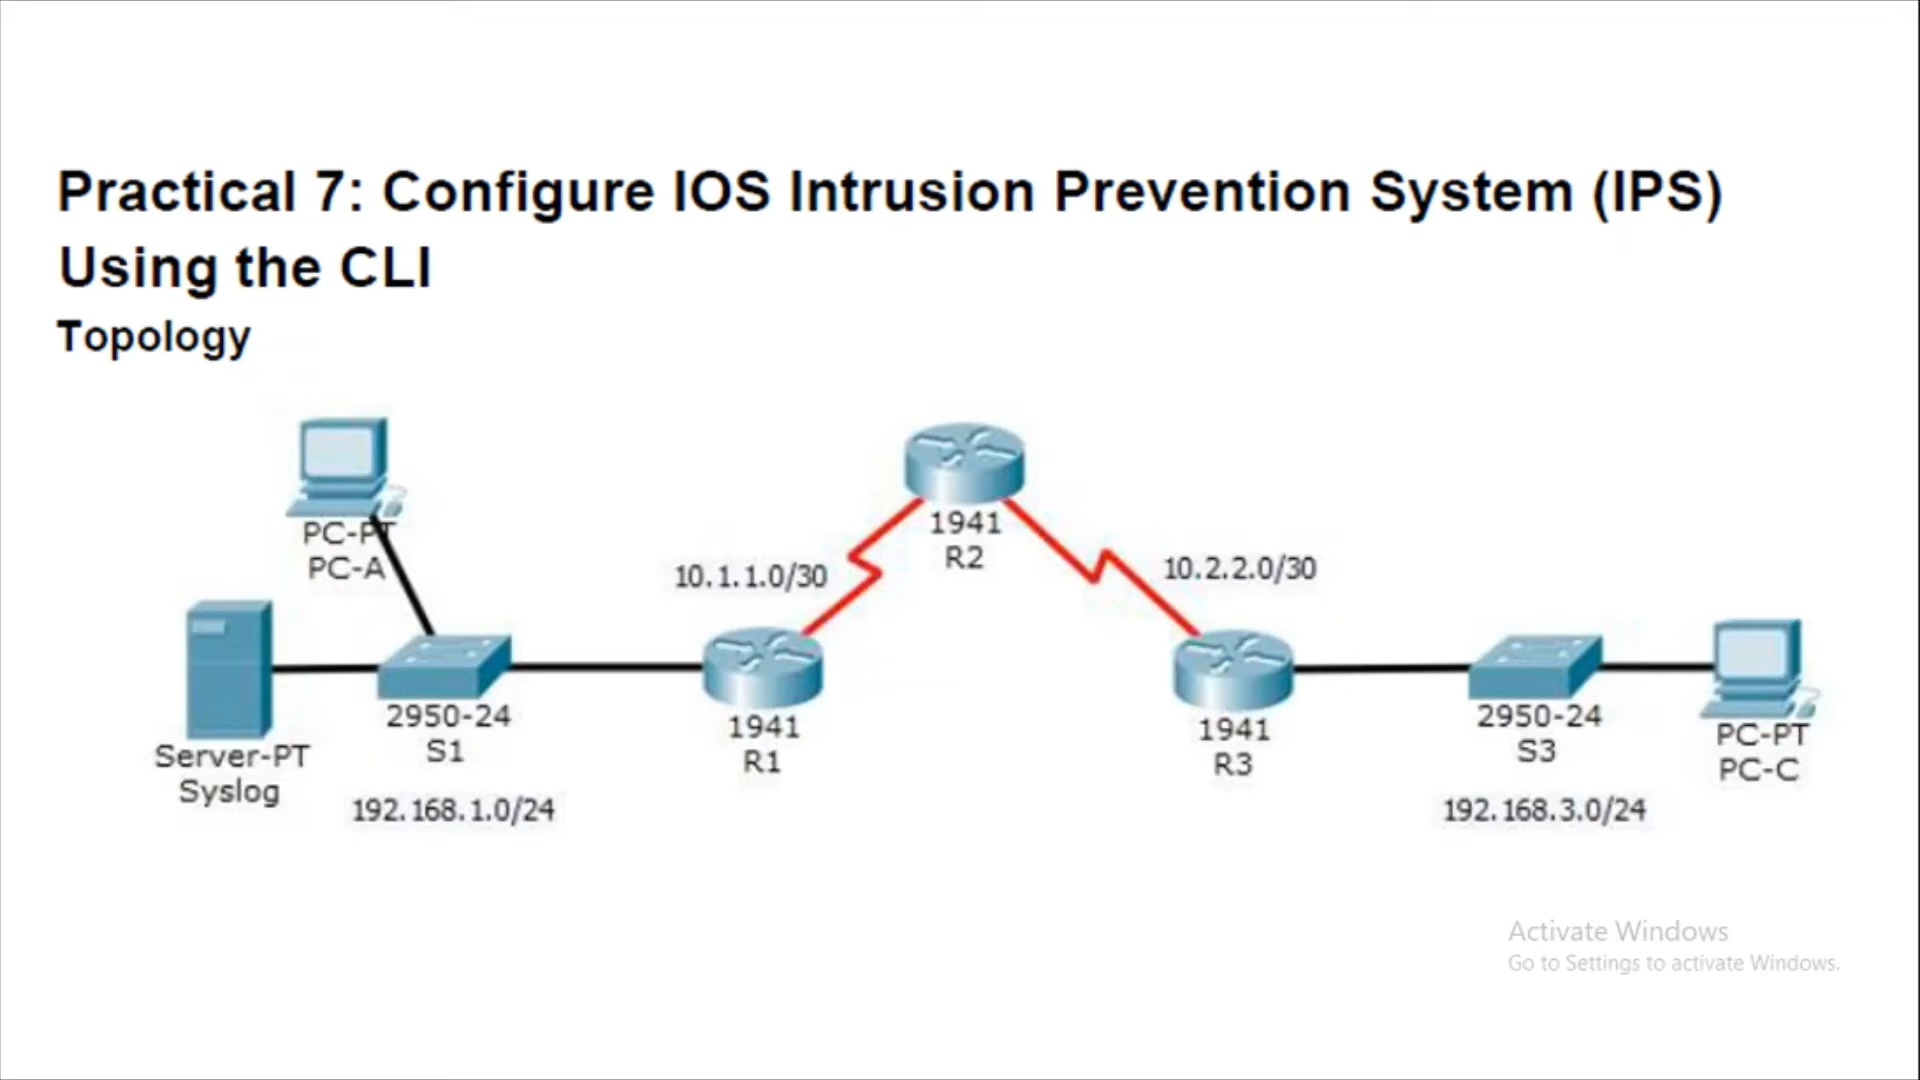 Practical 7: Configure IOS Intrusion Prevention System (IPS)
Using the CLI
Topology
PC-PT
PC-A
1941
R2
10.1.1.0/30
10.2.2.0/30
Server-PT
Syslog
2950-24
S1
1941
R1
1941
R3
2950-24
S3
PC-PT
PC-C
192.168.1.0/24
192.168.3.0/24
Activate Windows
Go to Settings to activate Windows.